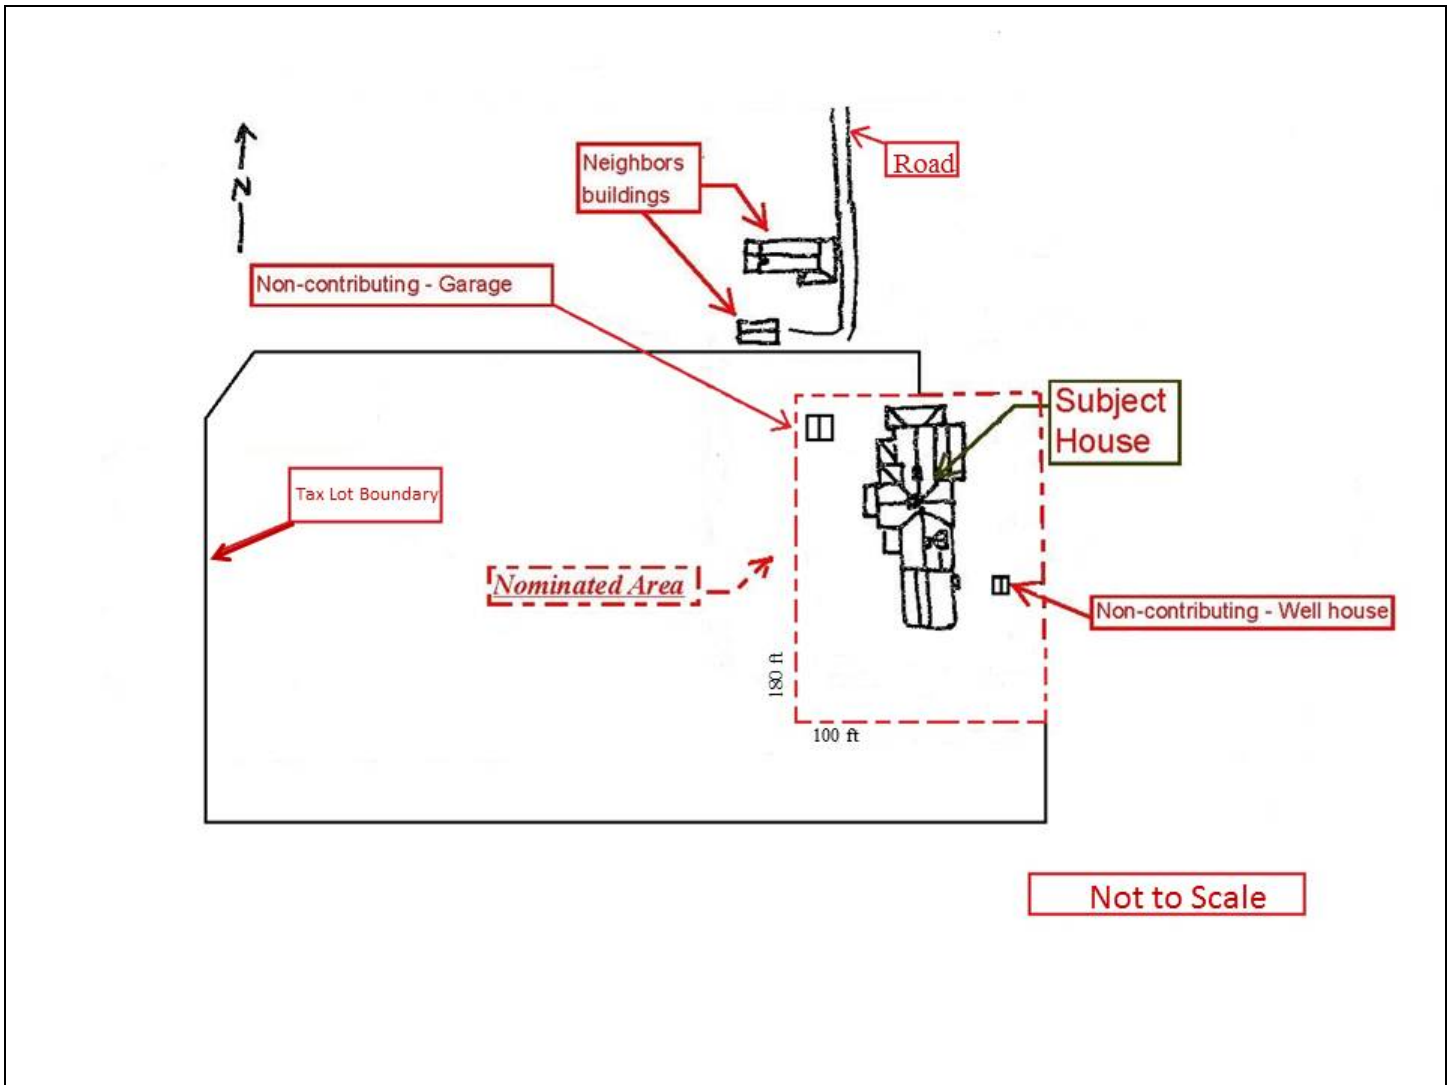 Road
Neighbors
buildings
N
Non-contributing - Garage
Subject
House
Tax Lot Boundary
Nominated Area
Non-contributing - Well house
180 ft
100 ft
Not to Scale